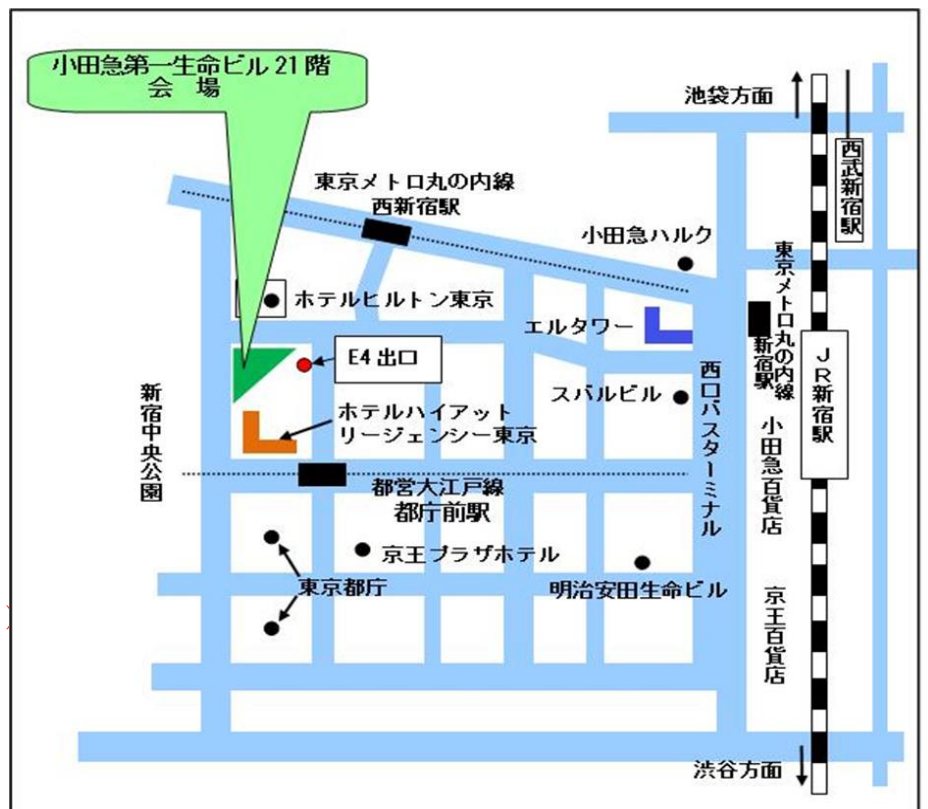 小田急第一生命ビル 21 階
会　場
池袋方面
西武新宿駅
東京メトロ丸の内線
西新宿駅
小田急ハルク
ホテルヒルトン東京
エルタワー
東京メトロ丸の内線
新宿駅
JR新宿駅
E4 出口
スバルビル
西口バスターミナル
小田急百貨店
新宿中央公園
ホテルハイアット
リージェンシー東京
都営大江戸線
都庁前駅
京王プラザホテル
東京都庁
明治安田生命ビル
京王百貨店
渋谷方面